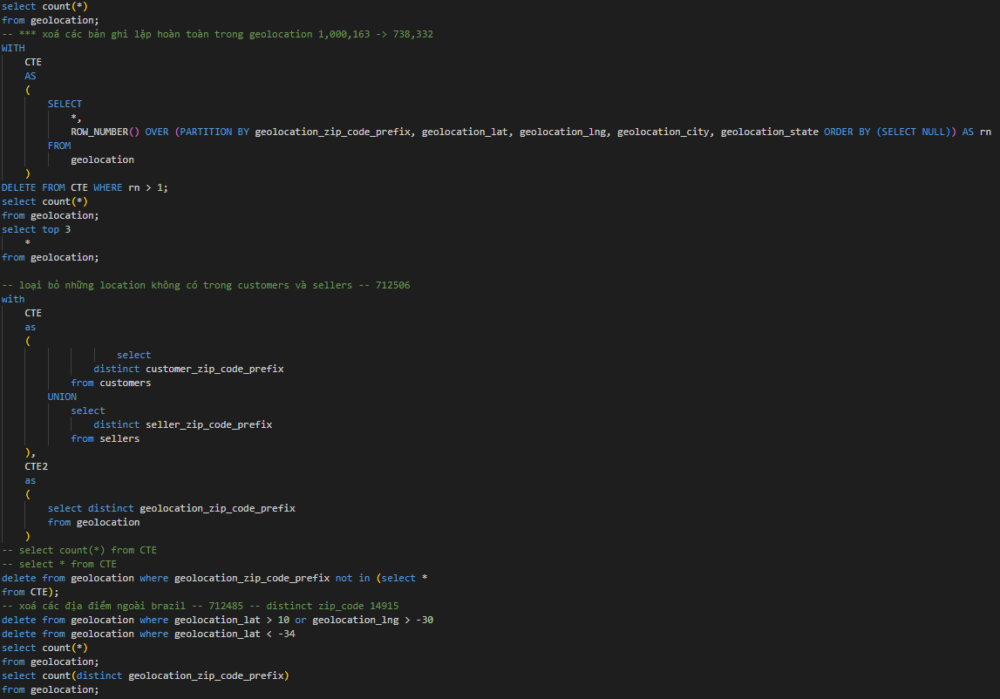 select count(*)
from geolocation;
-- *** xoá các bản ghi lặp hoàn toàn trong geolocation 1,000,163 -> 738,332
WITH
CTE
AS
(
SELECT
*,
ROW_NUMBER() OVER (PARTITION BY geolocation_zip_code_prefix, geolocation_lat, geolocation_lng, geolocation_city, geolocation_state ORDER BY (SELECT NULL)) AS rn
FROM
geolocation
)
DELETE FROM CTE WHERE rn > 1;
select count(*)
from geolocation;
select top 3
*
from geolocation;
-- loại bỏ những location không có trong customers và sellers -- 712506
with
CTE
as
(
select
distinct customer_zip_code_prefix
from customers
UNION
select
distinct seller_zip_code_prefix
from sellers
),
CTE2
as
(
select distinct geolocation_zip_code_prefix
from geolocation
)
-- select count(*) from CTE
-- select * from CTE
delete from geolocation where geolocation_zip_code_prefix not in (select *
from CTE);
-- xoá các địa điểm ngoài brazil -- 712485 -- distinct zip_code 14915
delete from geolocation where geolocation_lat > 10 or geolocation_lng > -30
delete from geolocation where geolocation_lat < -34
select count(*)
from geolocation;
select count(distinct geolocation_zip_code_prefix)
from geolocation;